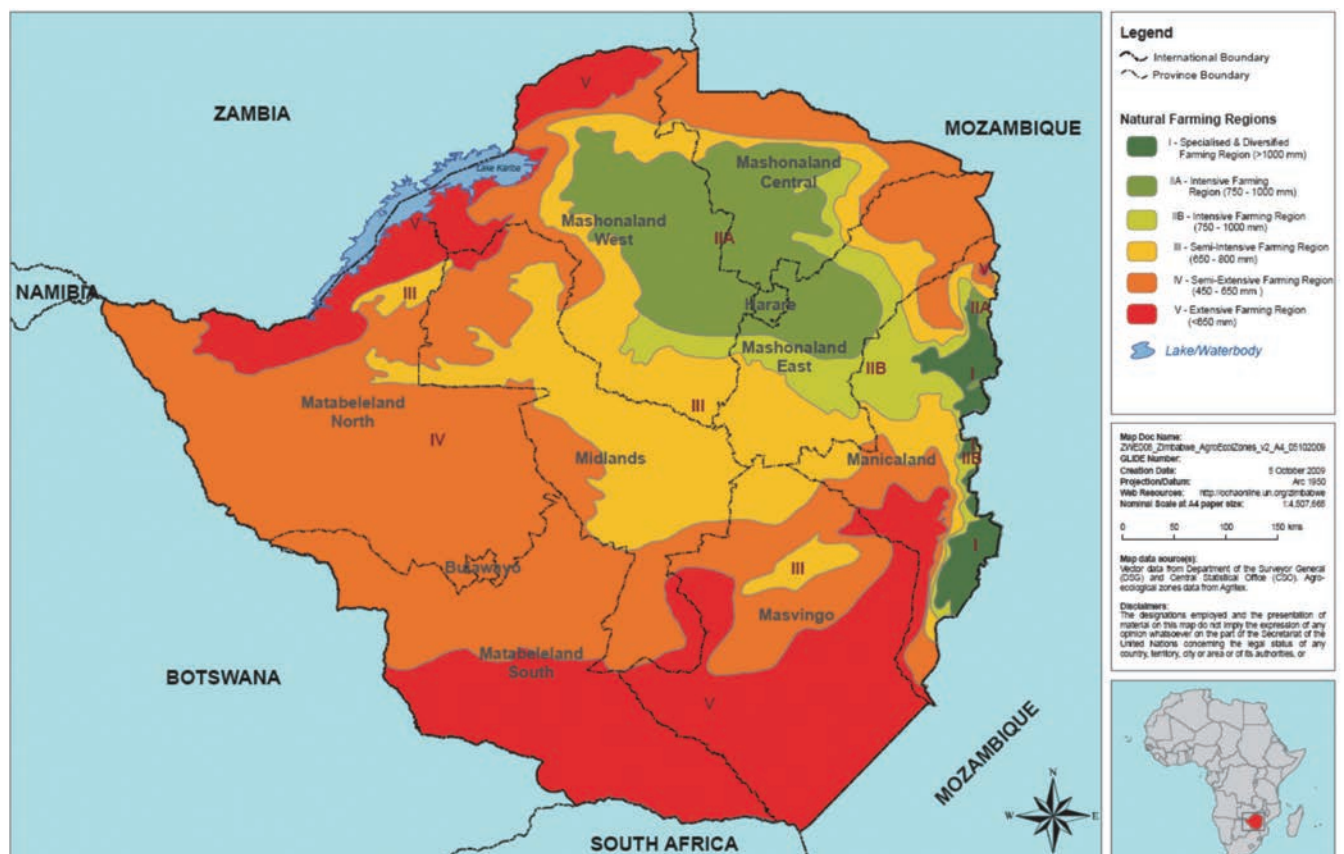 ZAMBIA
MOZAMBIQUE
NAMIBIA
BOTSWANA
SOUTH AFRICA
MOZAMBIQUE
Lake Kariba
V
V
Mashonaland
Central
Mashonaland
West
IIA
III
Harare
V
IIA
Mashonaland
East
IIB
I
Matabeleland
North
IV
III
Midlands
Manicaland
IIB
Bulawayo
III
I
Masvingo
Matabeleland
South
V
N
W
E
S
Legend
International Boundary
Province Boundary
Natural Farming Regions
I - Specialised & Diversified
Farming Region (>1000 mm)
IIA - Intensive Farming
Region (750 - 1000 mm)
IIB - Intensive Farming Region
(750 - 1000 mm)
III - Semi-Intensive Farming Region
(650 - 800 mm)
IV - Semi-Extensive Farming Region
(450 - 650 mm)
V - Extensive Farming Region
(<650 mm)
Lake/Waterbody
Map Doc Name:
GLIDE Number:
Creation Date: 5 October 2009
Projection/Datum: Arc 1950
Web Resources: http://ochaonline.un.org/zimbabwe
Nominal Scale at A4 paper size:
0 50 100 150 kms
Map data source(s):
Vector data from Department of the Surveyor General
(DSG) and Central Statistical Office (CSO). Agro-
ecological zones data from
Disclaimers:
The designations employed and the presentation of
material on this map do not imply the expression of any
opinion whatsoever on the part of the Secretariat of the
United Nations concerning the legal status of any
country, territory, city or area or of its authorities, or